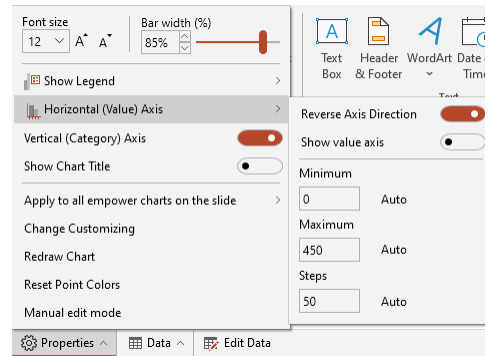 Font size
Bar width (%)
12
A
A
85%
Show Legend
Horizontal (Value) Axis
Vertical (Category) Axis
Show Chart Title
Apply to all empower charts on the slide
Change Customizing
Redraw Chart
Reset Point Colors
Manual edit mode
Properties
Data
Edit Data
A
A
Text
Box
Header
& Footer
WordArt
Date
Time
Reverse Axis Direction
Show value axis
Minimum
0
Auto
Maximum
450
Auto
Steps
50
Auto